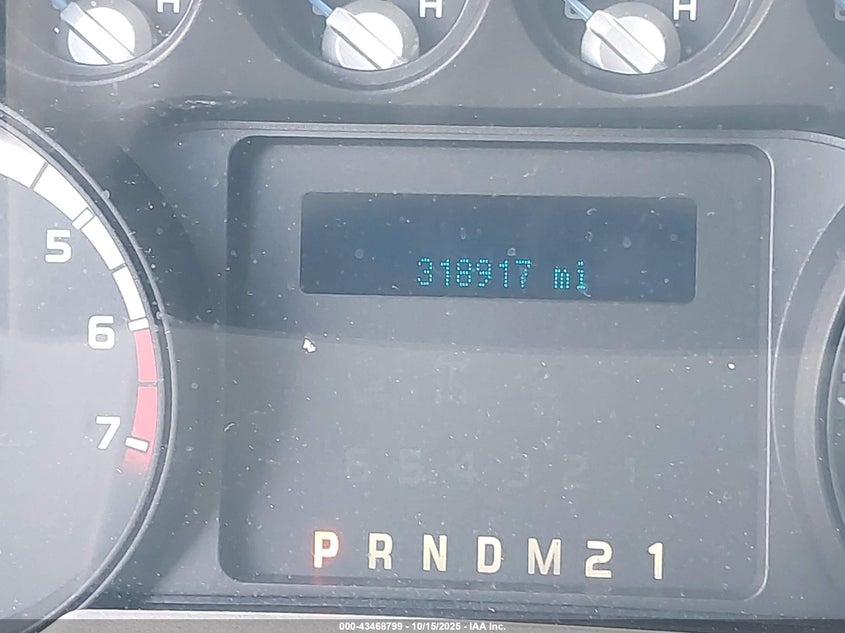 H H H
318917 mi
5
6
7
6 5 4 3 2 1
P R N D M 2 1
000-43468799 - 10/15/2025 - IAA Inc.